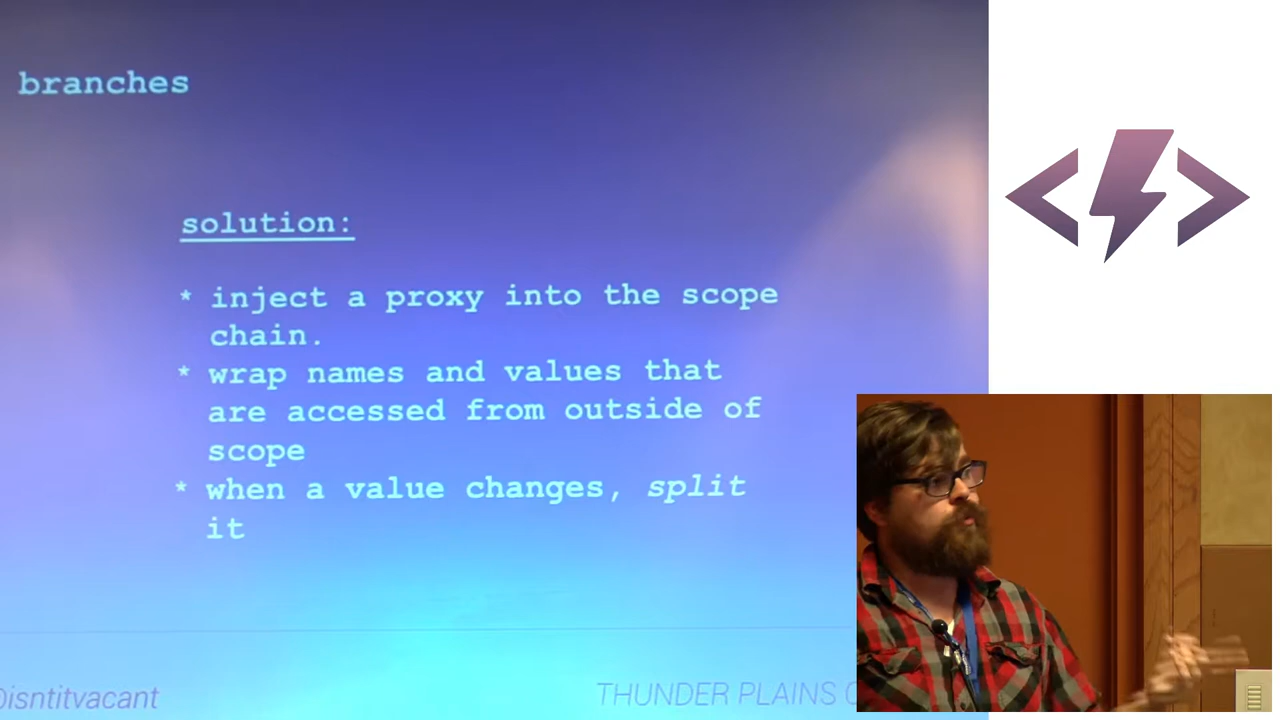 branches
solution:
* inject a proxy into the scope
chain.
* wrap names and values that
are accessed from outside of
scope
* when a value changes, split
it
@isntitvacant
THUNDER PLAINS